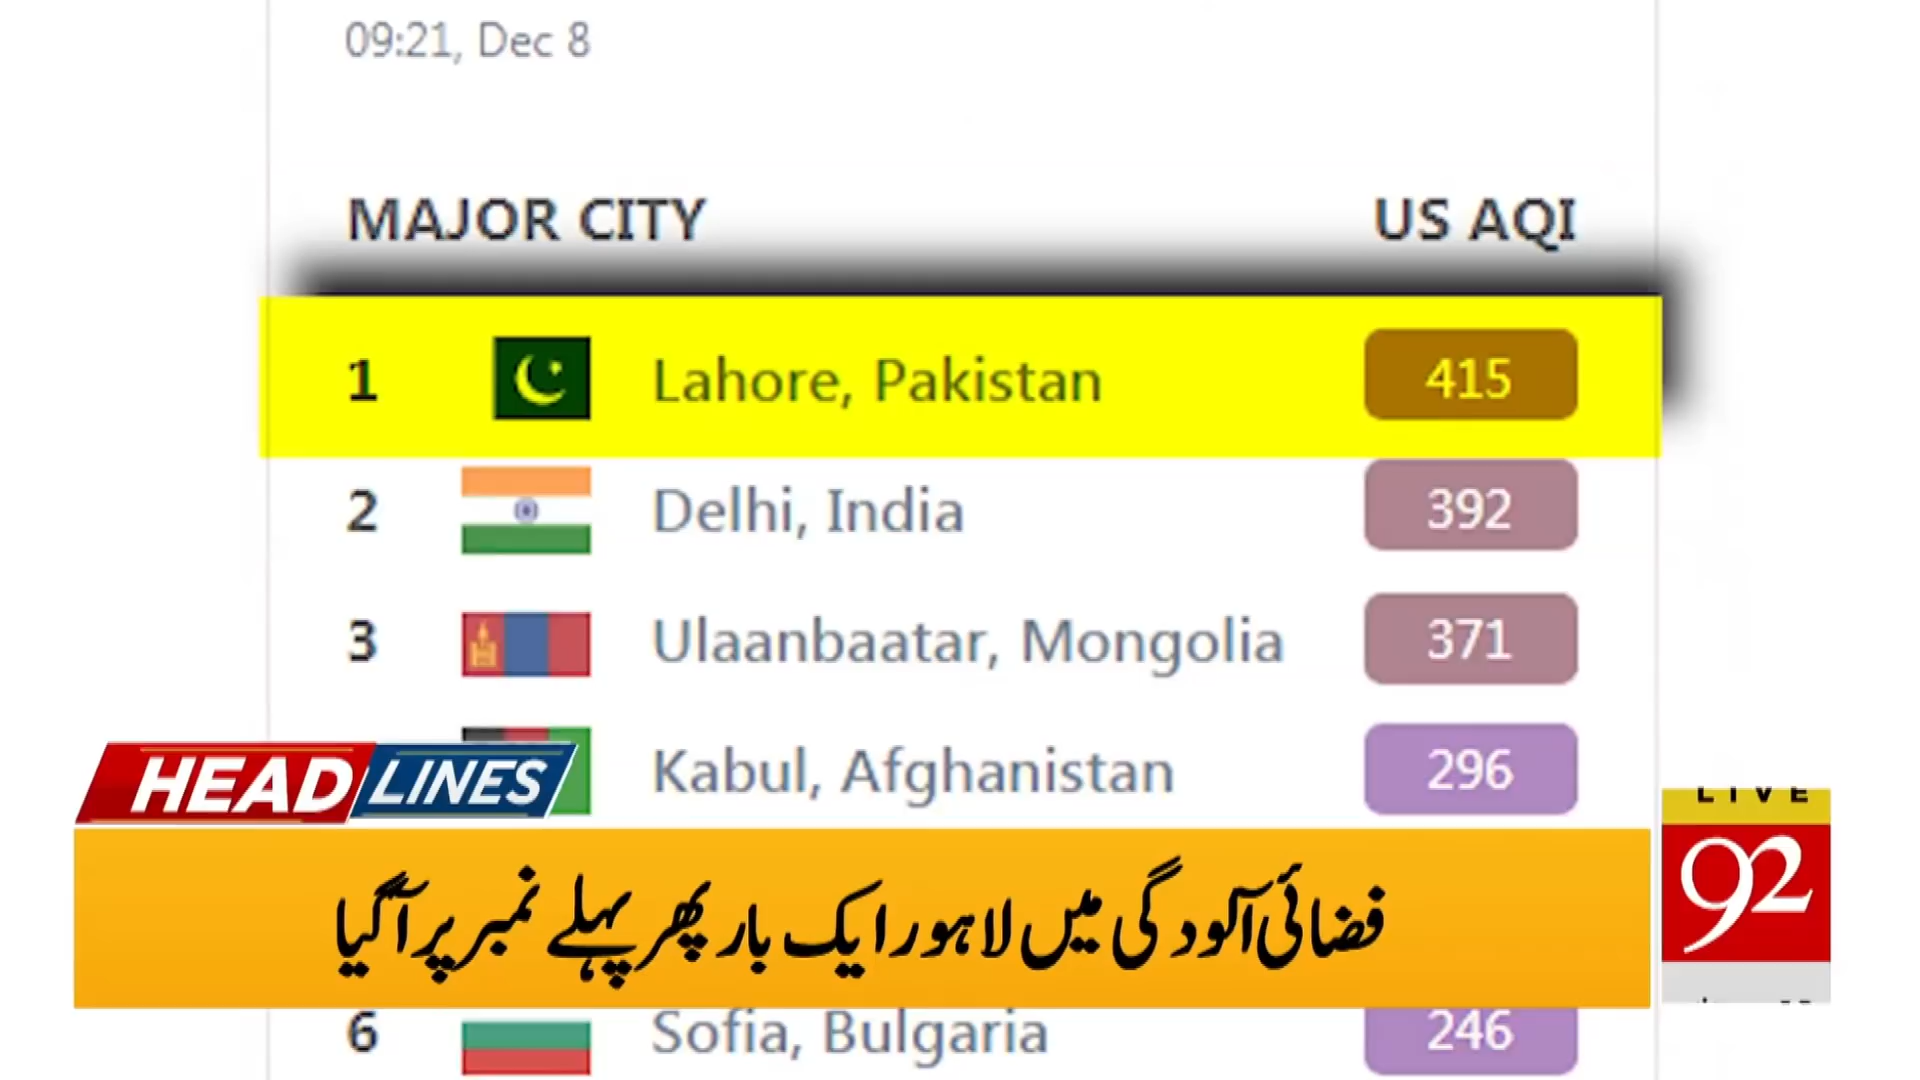 09:21, Dec 8
MAJOR CITY US AQI
1 Lahore, Pakistan 415
2 Delhi, India 392
3 Ulaanbaatar, Mongolia 371
Kabul, Afghanistan 296
HEADLINES
LIVE
92
فضائی آلودگی میں لاہور ایک بار پھر پہلے نمبر پر آگیا
6 Sofia, Bulgaria 246